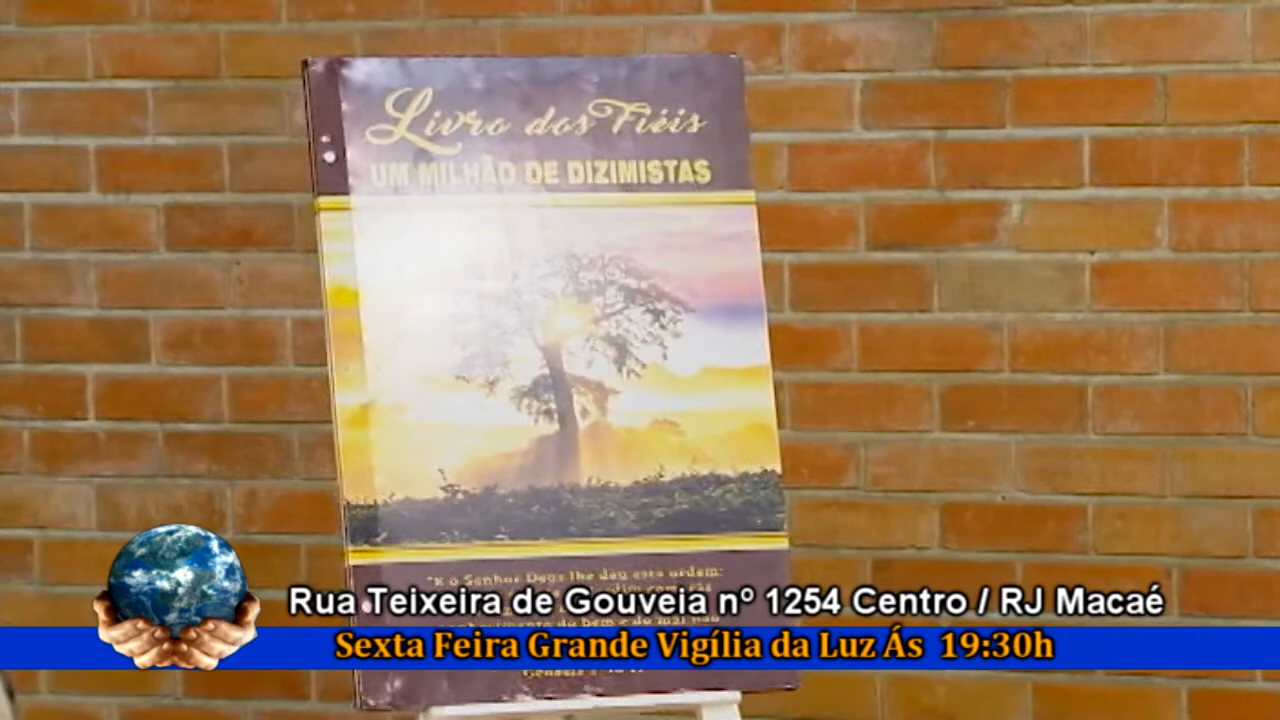 Livro dos Fiéis
UM MILHÃO DE DIZIMISTAS
"E o Senhor Deus lhe deu esta ordem:
Rua Teixeira de Gouveia nº 1254 Centro / RJ Macaé
Sexta Feira Grande Vigília da Luz Ás 19:30h